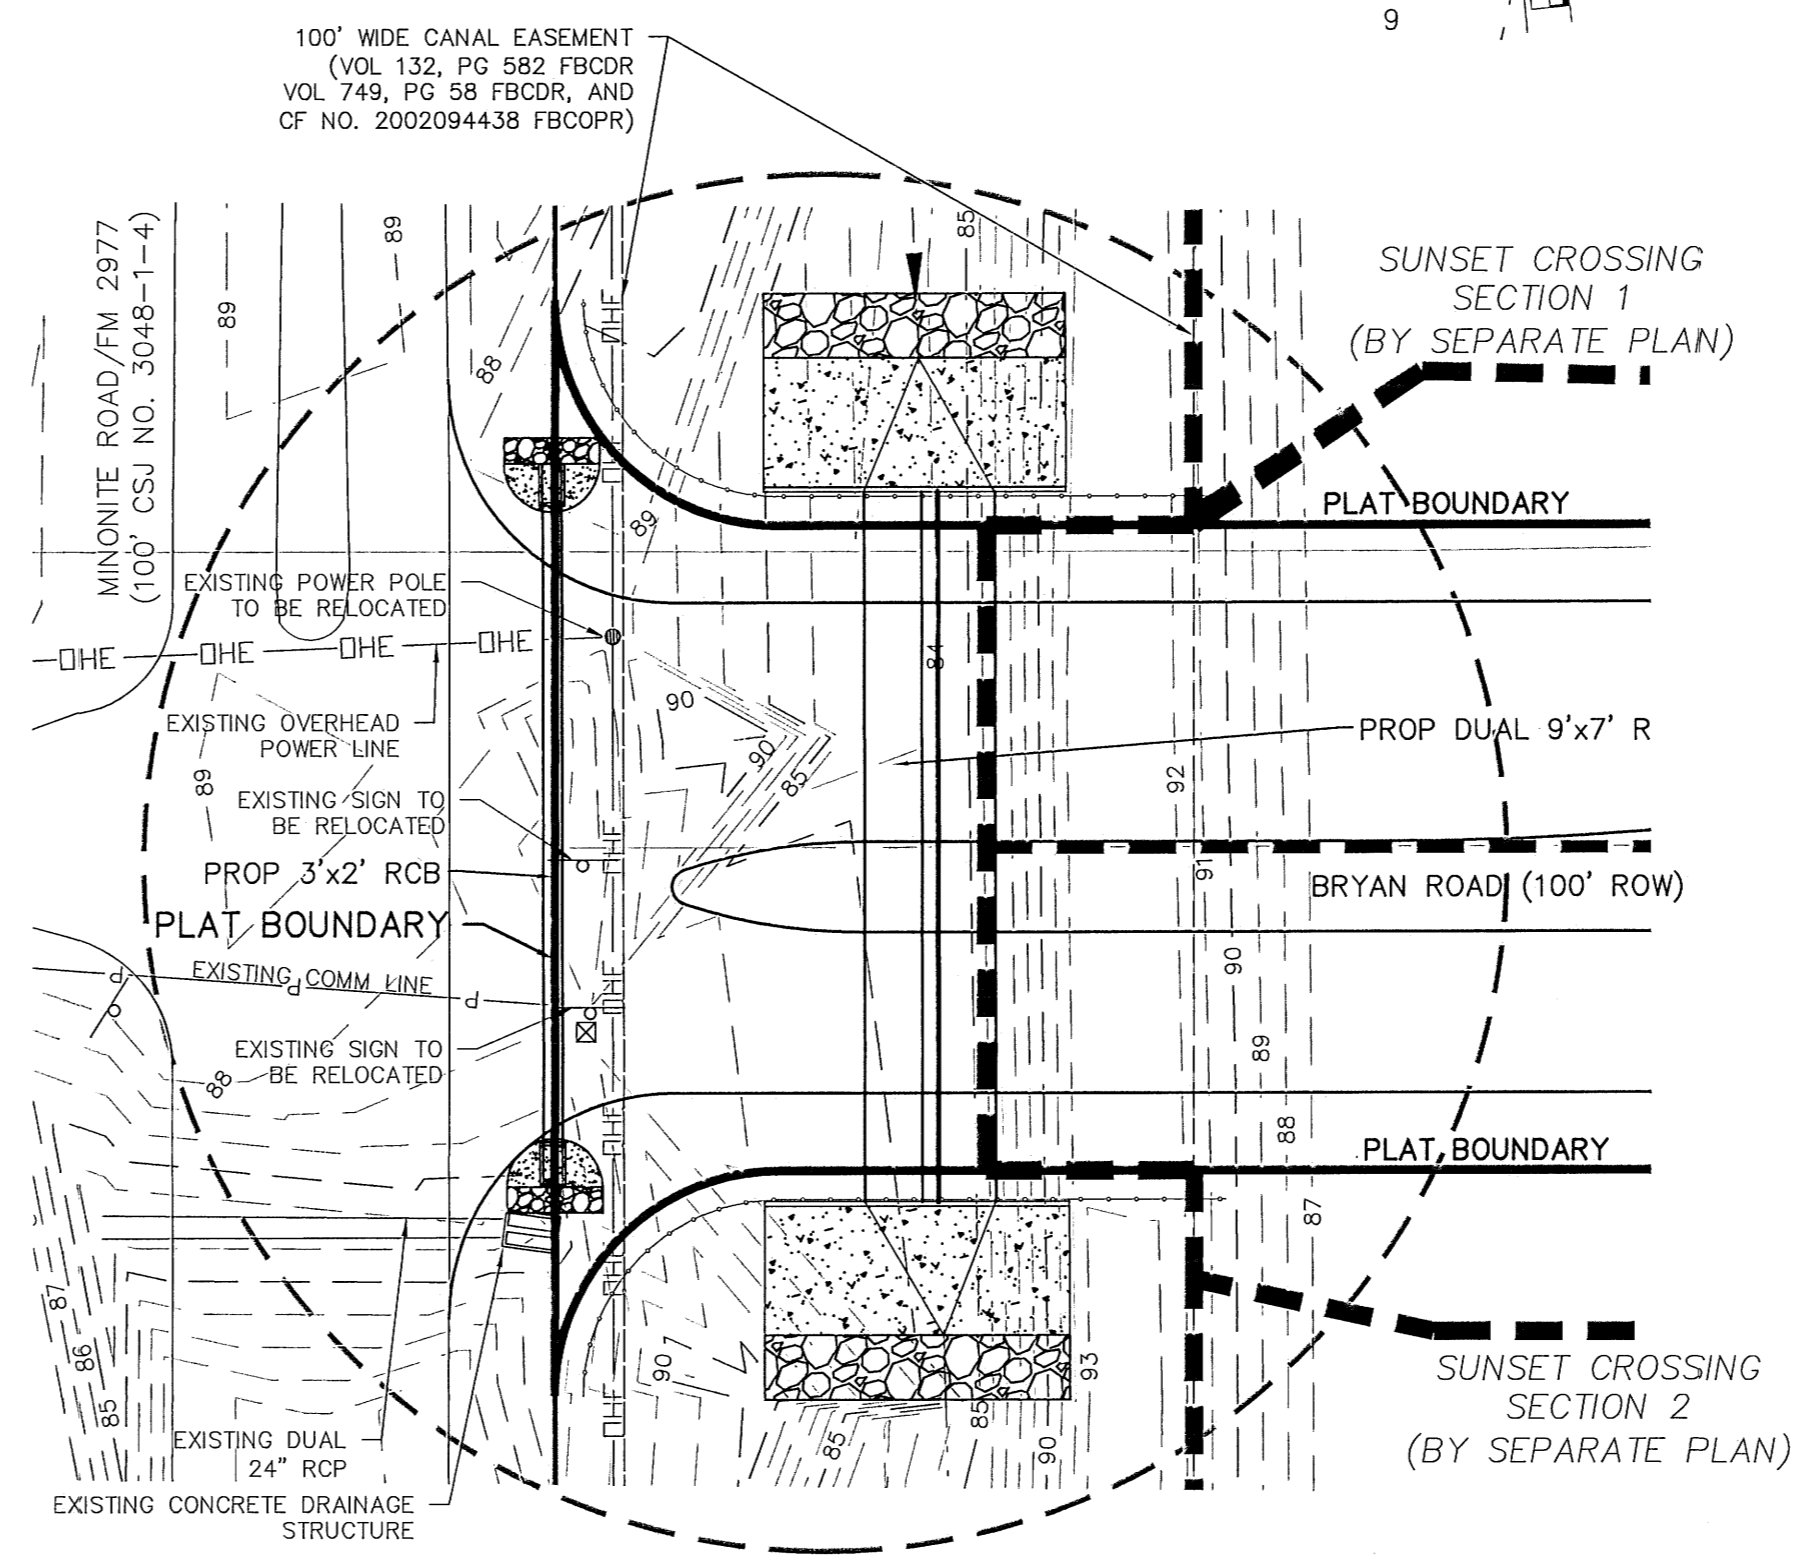 9
100' WIDE CANAL EASEMENT
(VOL 132, PG 582 FBCDR
VOL 749, PG 58 FBCDR, AND
CF NO. 2002094438 FBCOPR)
MINONITE ROAD/FM 2977
(100' CSJ NO. 3048-1-4)
89
89
88
85
SUNSET CROSSING
SECTION 1
(BY SEPARATE PLAN)
PLAT BOUNDARY
89
EXISTING POWER POLE
TO BE RELOCATED
OHE OHE OHE OHE
84
90
EXISTING OVERHEAD
POWER LINE
PROP DUAL 9'x7' R
90
85
89
92
EXISTING SIGN TO
BE RELOCATED
PROP 3'x2' RCB
91
BRYAN ROAD (100' ROW)
PLAT BOUNDARY
90
EXISTING COMM LINE
P P P
EXISTING SIGN TO
BE RELOCATED
88
89
88
PLAT BOUNDARY
87
87
86
85
90
93
85
85
90
SUNSET CROSSING
SECTION 2
(BY SEPARATE PLAN)
EXISTING DUAL
24" RCP
EXISTING CONCRETE DRAINAGE
STRUCTURE